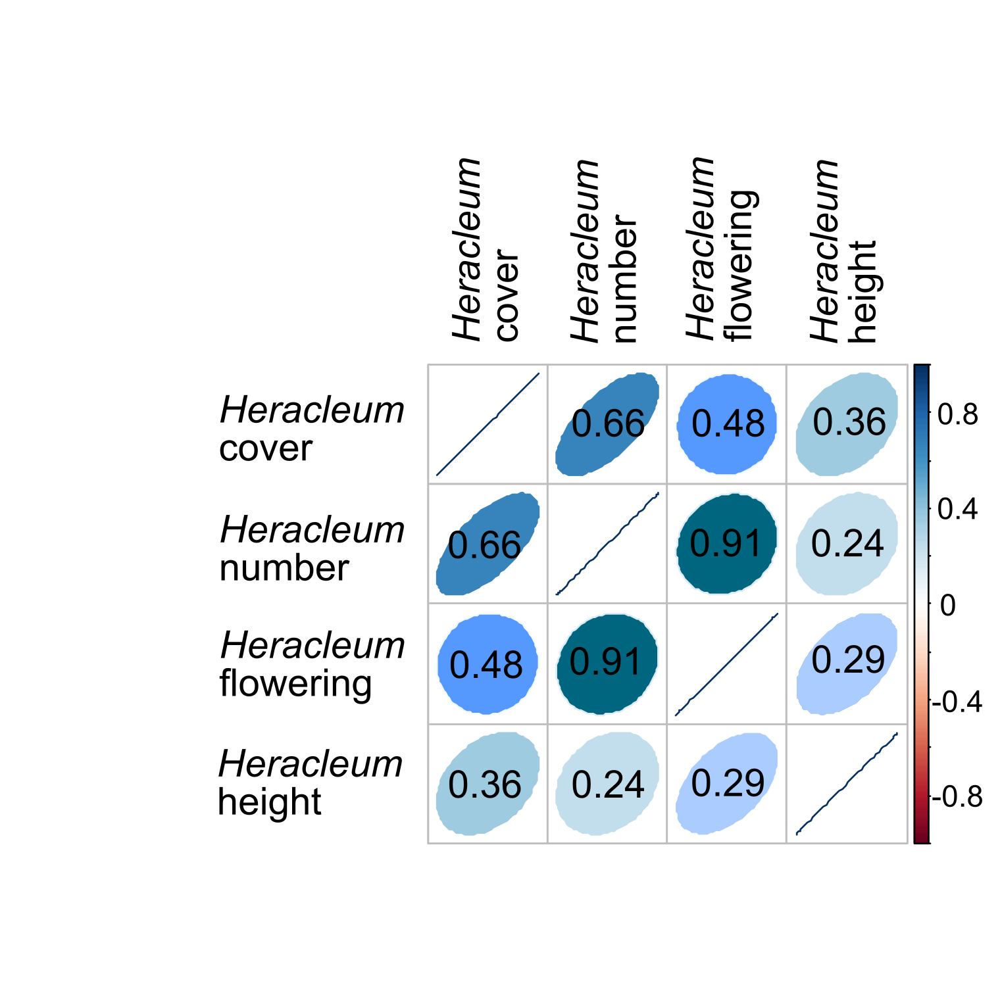 Heracleum
cover
Heracleum
number
Heracleum
flowering
Heracleum
height
Heracleum
cover
0.66
0.48
0.36
0.8
Heracleum
number
0.66
0.91
0.24
0.4
0
Heracleum
flowering
0.48
0.91
0.29
-0.4
Heracleum
height
0.36
0.24
0.29
-0.8